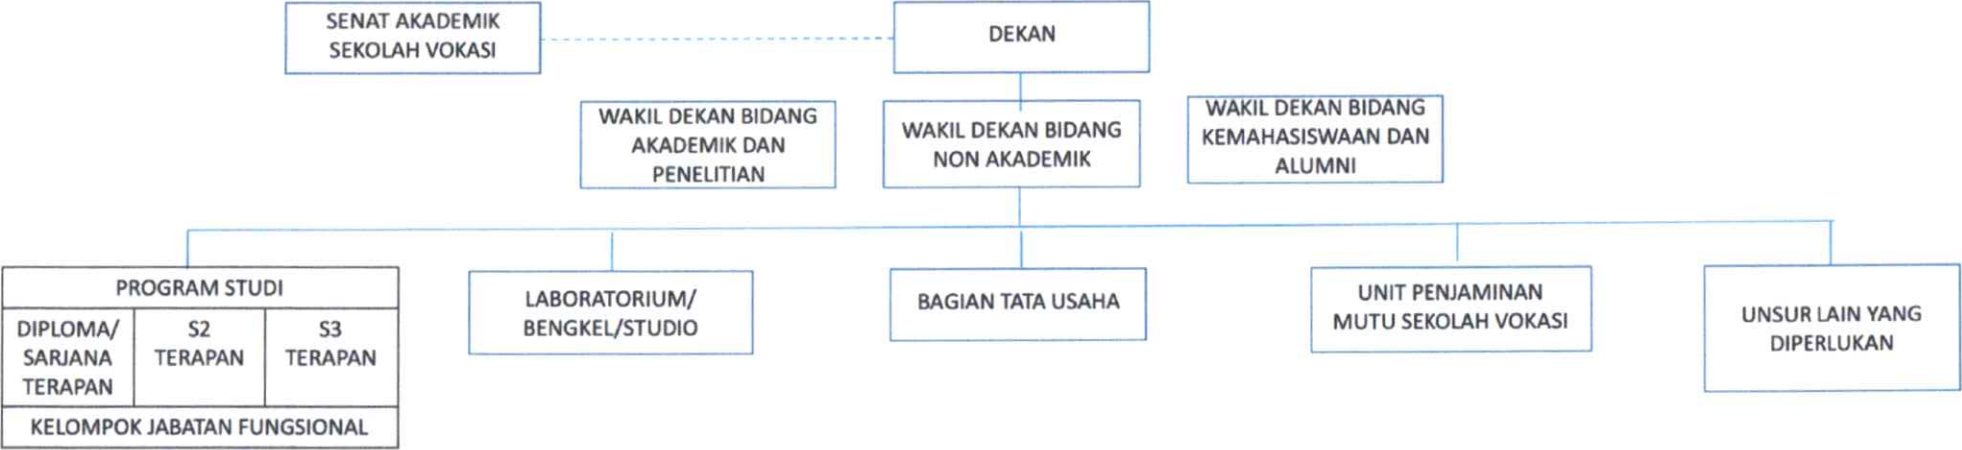 SENAT AKADEMIK
SEKOLAH VOKASI
DEKAN
WAKIL DEKAN BIDANG
AKADEMIK DAN
PENELITIAN
WAKIL DEKAN BIDANG
NON AKADEMIK
WAKIL DEKAN BIDANG
KEMAHASISWAAN DAN
ALUMNI
PROGRAM STUDI
DIPLOMA/
SARJANA
TERAPAN
S2
TERAPAN
S3
TERAPAN
KELOMPOK JABATAN FUNGSIONAL
LABORATORIUM/
BENGKEL/STUDIO
BAGIAN TATA USAHA
UNIT PENJAMINAN
MUTU SEKOLAH VOKASI
UNSUR LAIN YANG
DIPERLUKAN